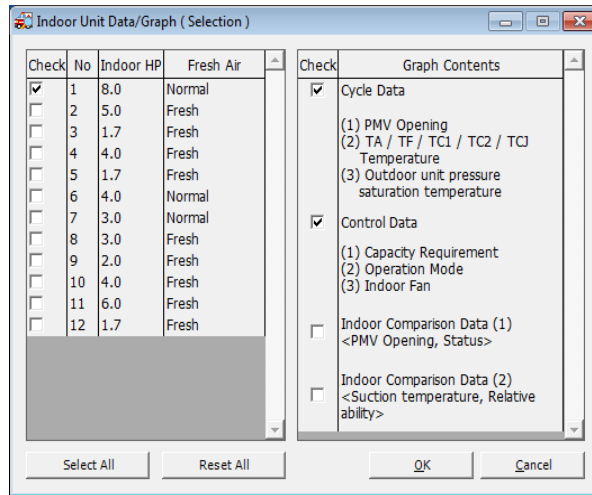 Indoor Unit Data/Graph ( Selection )
Check No Indoor HP Fresh Air
1 8.0 Normal
2 5.0 Fresh
3 1.7 Fresh
4 4.0 Fresh
5 1.7 Fresh
6 4.0 Normal
7 3.0 Normal
8 3.0 Fresh
9 2.0 Fresh
10 4.0 Fresh
11 6.0 Fresh
12 1.7 Fresh
Check Graph Contents
Cycle Data
(1) PMV Opening
(2) TA / TF / TC1 / TC2 / TCJ
Temperature
(3) Outdoor unit pressure
saturation temperature
Control Data
(1) Capacity Requirement
(2) Operation Mode
(3) Indoor Fan
Indoor Comparison Data (1)
<PMV Opening, Status>
Indoor Comparison Data (2)
<Suction temperature, Relative
ability>
Select All Reset All OK Cancel